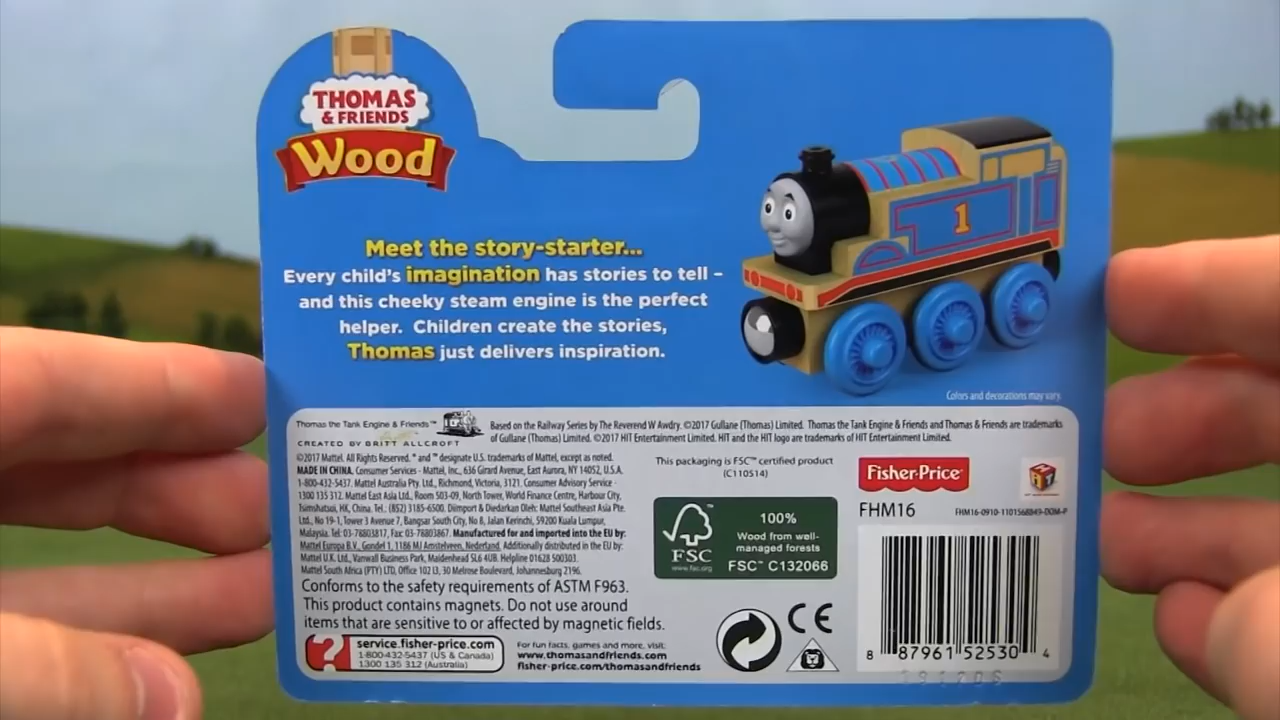 THOMAS
& FRIENDS
Wood
Meet the story-starter...
Every child's imagination has stories to tell –
and this cheeky steam engine is the perfect
helper. Children create the stories,
Thomas just delivers inspiration.
1
Colors and decorations may vary.
Thomas the Tank Engine & Friends™
CREATED BY BRITT ALLCROFT
Based on the Railway Series by The Reverend W Awdry. ©2017 Gullane (Thomas) Limited. Thomas the Tank Engine & Friends and Thomas & Friends are trademarks
of Gullane (Thomas) Limited. ©2017 HIT Entertainment Limited. HIT and the HIT logo are trademarks of HIT Entertainment Limited.
©2017 Mattel. All Rights Reserved. ® and ™ designate U.S. trademarks of Mattel, except as noted.
MADE IN CHINA. Consumer Services - Mattel, Inc., 636 Girard Avenue, East Aurora, NY 14052, U.S.A.
1-800-432-5437. Mattel Australia Pty. Ltd., Richmond, Victoria, 3121. Consumer Advisory Service -
1300 135 312. Mattel East Asia Ltd., Room 503-09, North Tower, World Finance Centre, Harbour City,
Tsimshatsui, HK, China. Tel.: (852) 3185-6500. Diimport & Diedarkan Oleh: Mattel Southeast Asia Pte.
Ltd., No 19-1, Tower 3 Avenue 7, Bangsar South City, No 8, Jalan Kerinchi, 59200 Kuala Lumpur,
Malaysia. Tel: 03-78803817, Fax: 03-78803867. Manufactured for and imported into the EU by:
Mattel Europa B.V., Gondel 1, 1186 MJ Amstelveen, Nederland. Additionally distributed in the EU by:
Mattel U.K. Ltd., Vanwall Business Park, Maidenhead SL6 4UB. Helpline 01628 500303.
Mattel South Africa (PTY) LTD, Office 102 I3, 30 Melrose Boulevard, Johannesburg 2196.
Conforms to the safety requirements of ASTM F963.
This product contains magnets. Do not use around
items that are sensitive to or affected by magnetic fields.
?
service.fisher-price.com
1-800-432-5437 (US & Canada)
1300 135 312 (Australia)
For fun facts, games and more, visit:
www.thomasandfriends.com
fisher-price.com/thomasandfriends
This packaging is FSC™ certified product
(C110514)
FSC
www.fsc.org
100%
Wood from well-
managed forests
FSC™ C132066
CE
Fisher-Price®
HIT
FHM16
FHM16-0910-1101568849-DOM-P
8 87961 52530 4